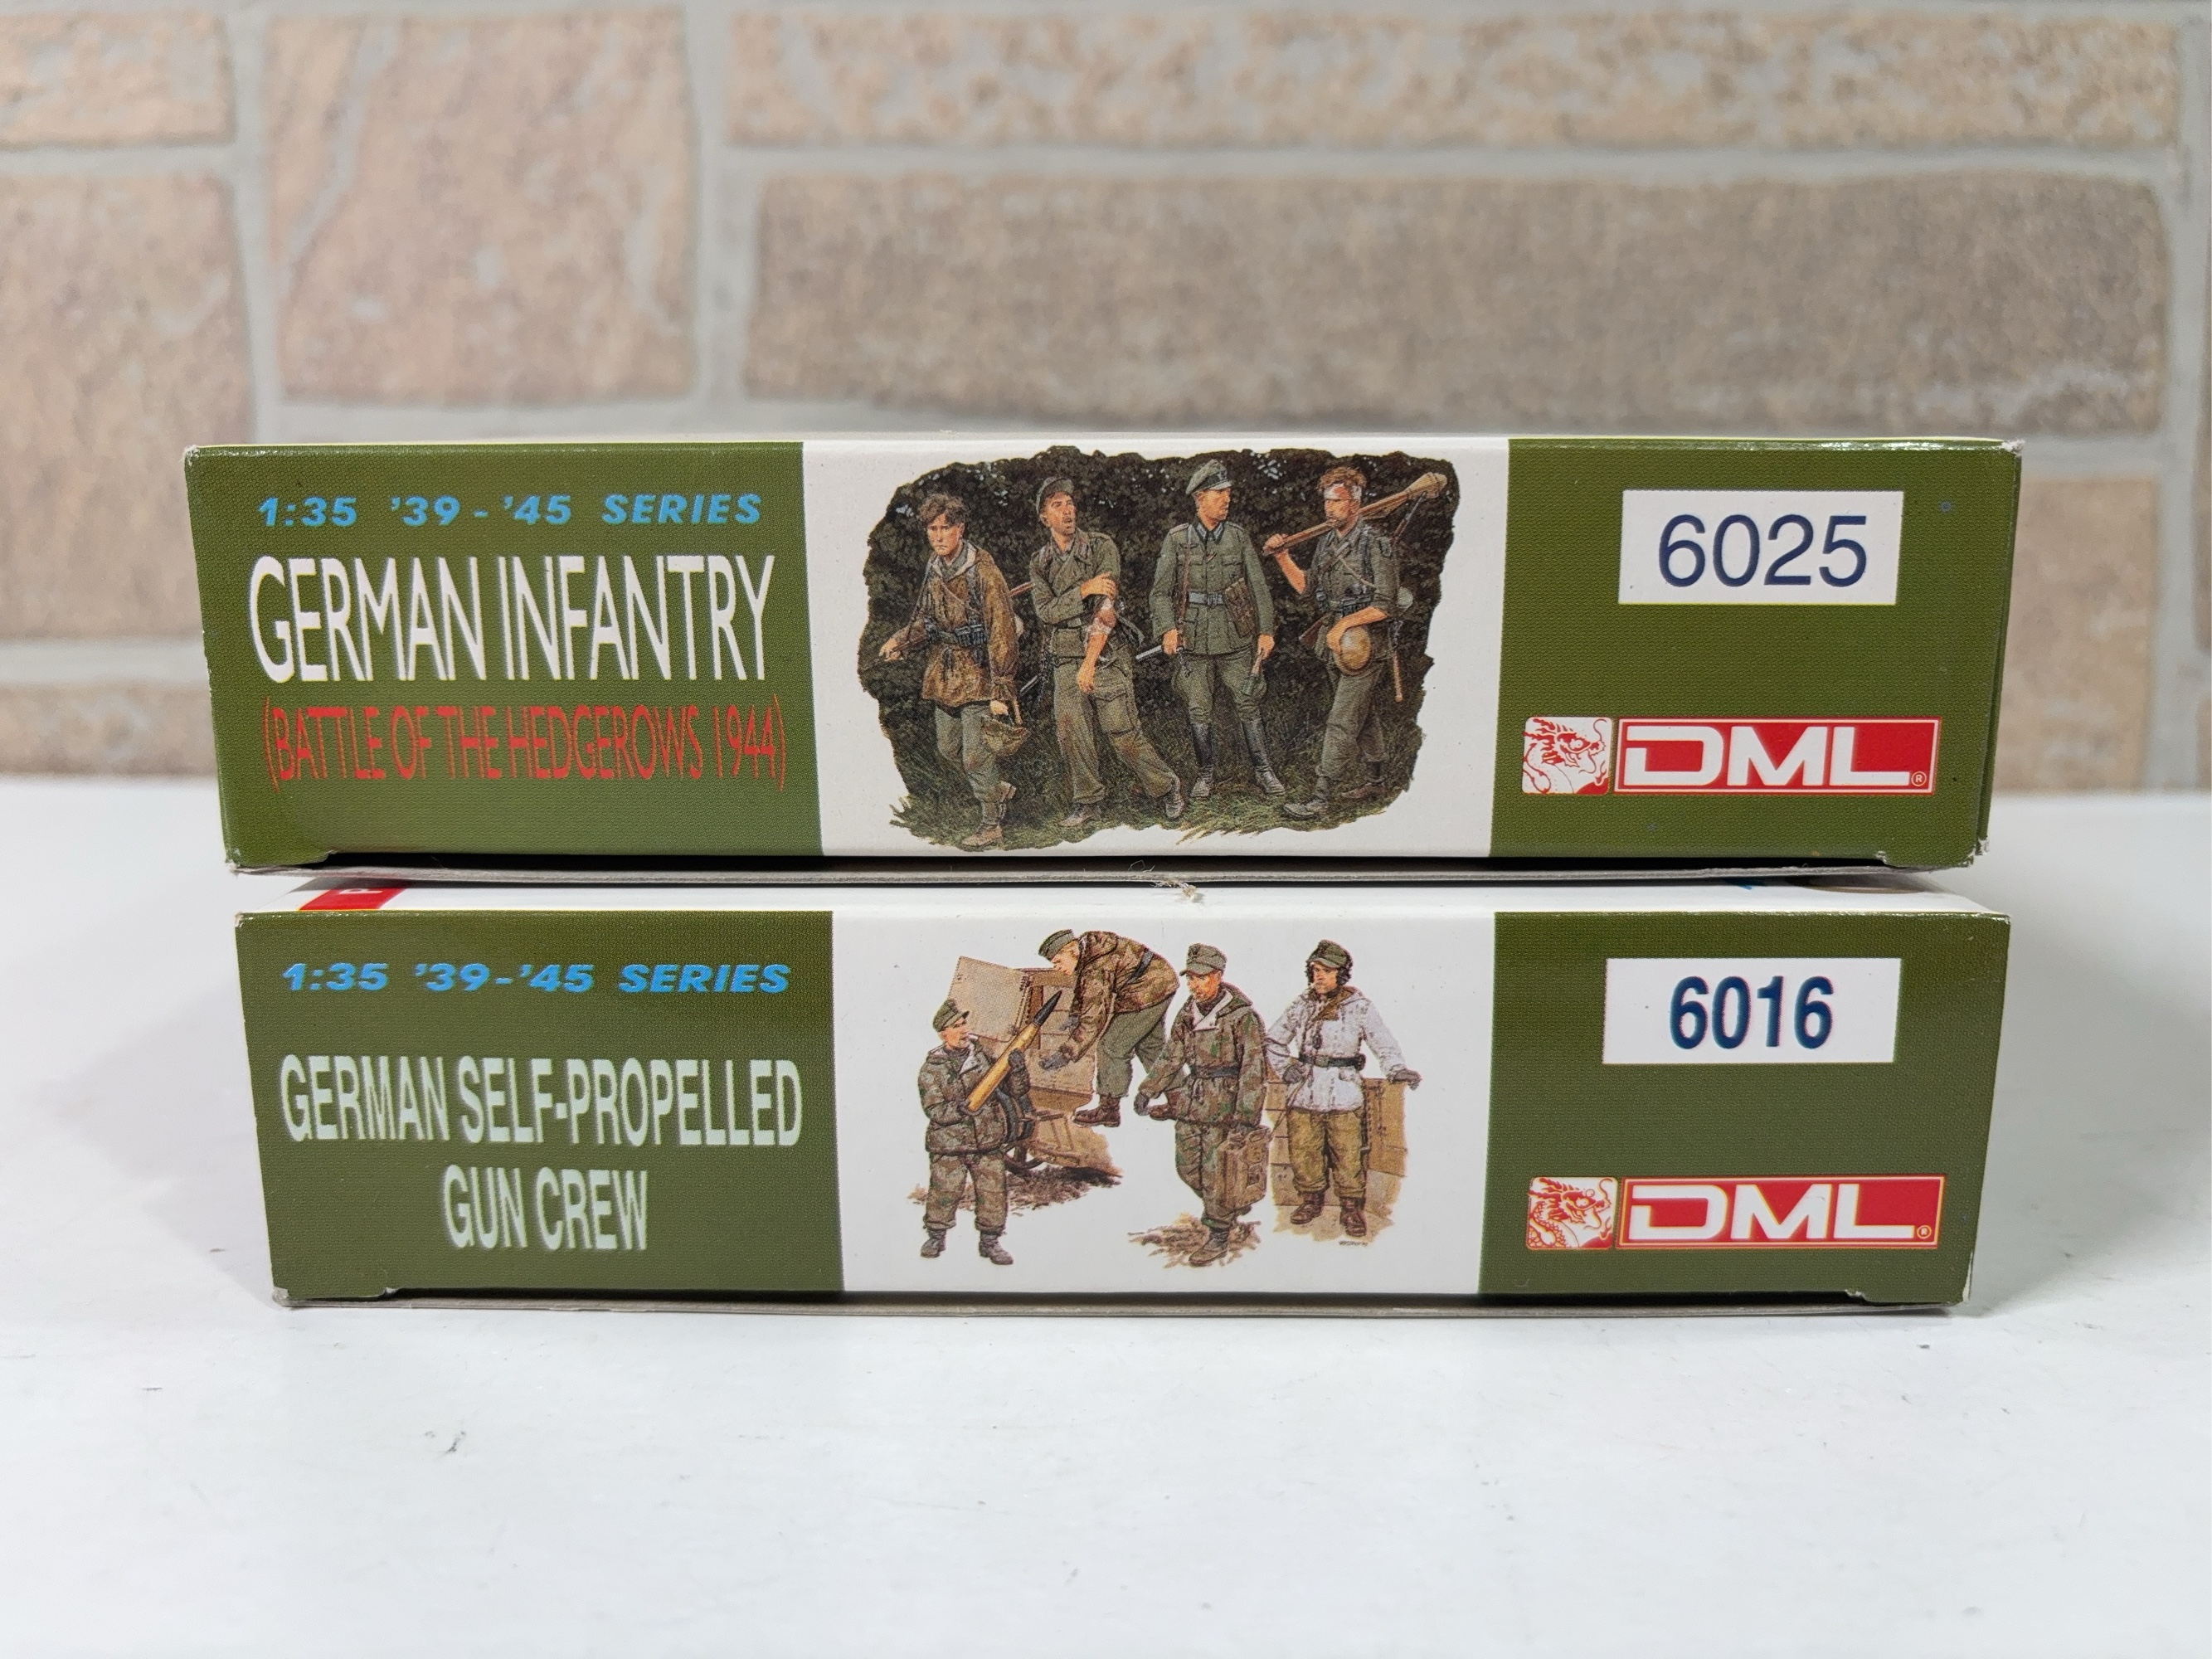 1:35 '39-'45 SERIES
GERMAN INFANTRY
(BATTLE OF THE HEDGEROWS 1944)
6025
DML®
1:35 '39-'45 SERIES
GERMAN SELF-PROPELLED
GUN CREW
6016
DML®